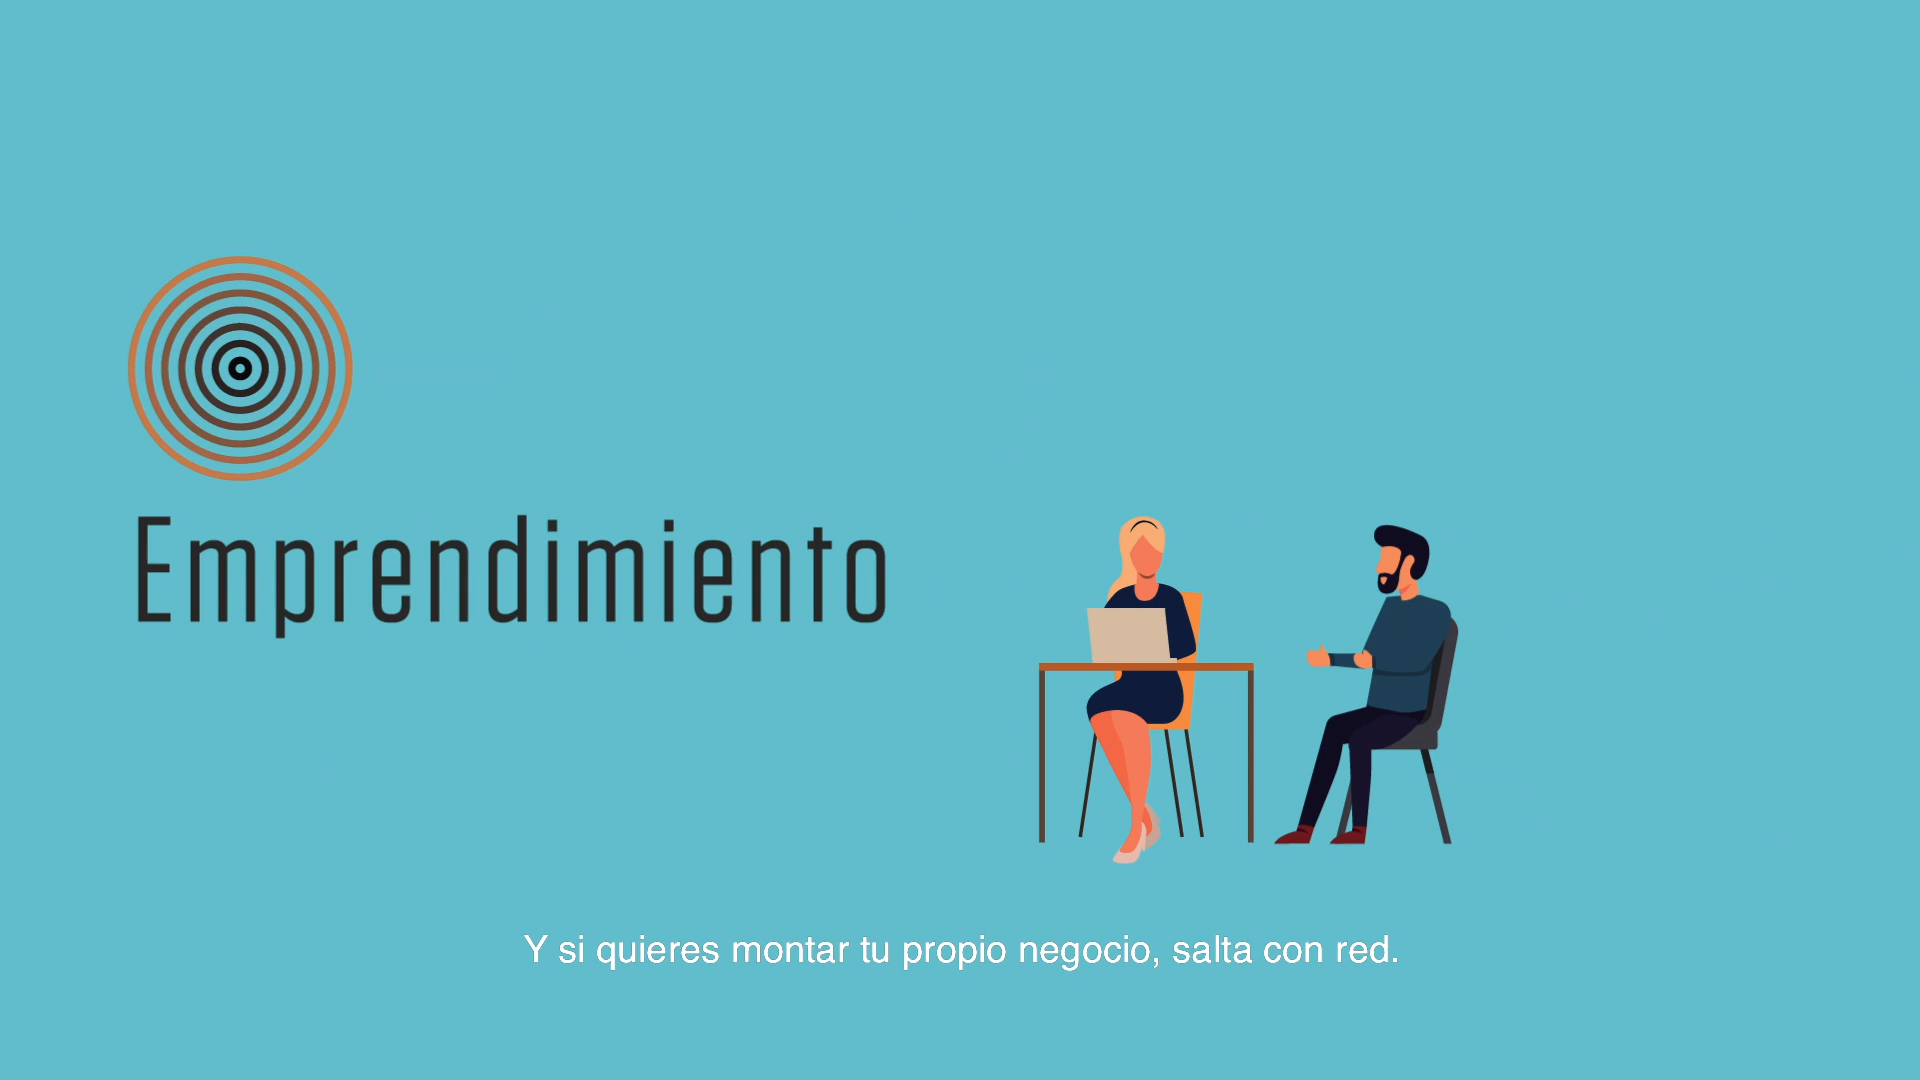 Emprendimiento
Y si quieres montar tu propio negocio, salta con red.